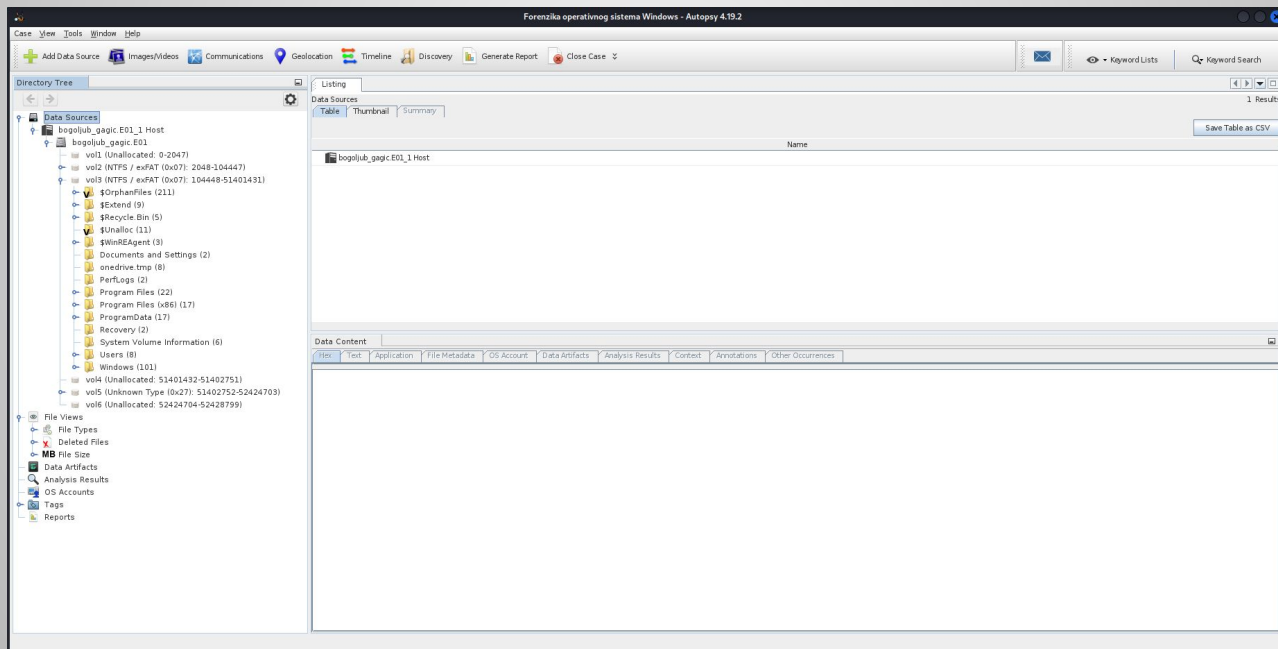 Forenzika operativnog sistema Windows - Autopsy 4.19.2
Case View Tools Window Help
Add Data Source Images/Videos Communications Geolocation Timeline Discovery Generate Report Close Case Keyword Lists Keyword Search
Directory Tree
Data Sources
bogoljub_gagic.E01_1 Host
bogoljub_gagic.E01
vol1 (Unallocated: 0-2047)
vol2 (NTFS / exFAT (0x07): 2048-104447)
vol3 (NTFS / exFAT (0x07): 104448-51401431)
$OrphanFiles (211)
$Extend (9)
$Recycle.Bin (5)
$Unalloc (11)
$WinREAgent (3)
Documents and Settings (2)
onedrive.tmp (8)
PerfLogs (2)
Program Files (22)
Program Files (x86) (17)
ProgramData (17)
Recovery (2)
System Volume Information (6)
Users (8)
Windows (101)
vol4 (Unallocated: 51401432-51402751)
vol5 (Unknown Type (0x27): 51402752-52424703)
vol6 (Unallocated: 52424704-52428799)
File Views
File Types
Deleted Files
MB File Size
Data Artifacts
Analysis Results
OS Accounts
Tags
Reports
Listing
Data Sources
1 Results
Table Thumbnail Summary
Save Table as CSV
Name
bogoljub_gagic.E01_1 Host
Data Content
Hex Text Application File Metadata OS Account Data Artifacts Analysis Results Context Annotations Other Occurrences